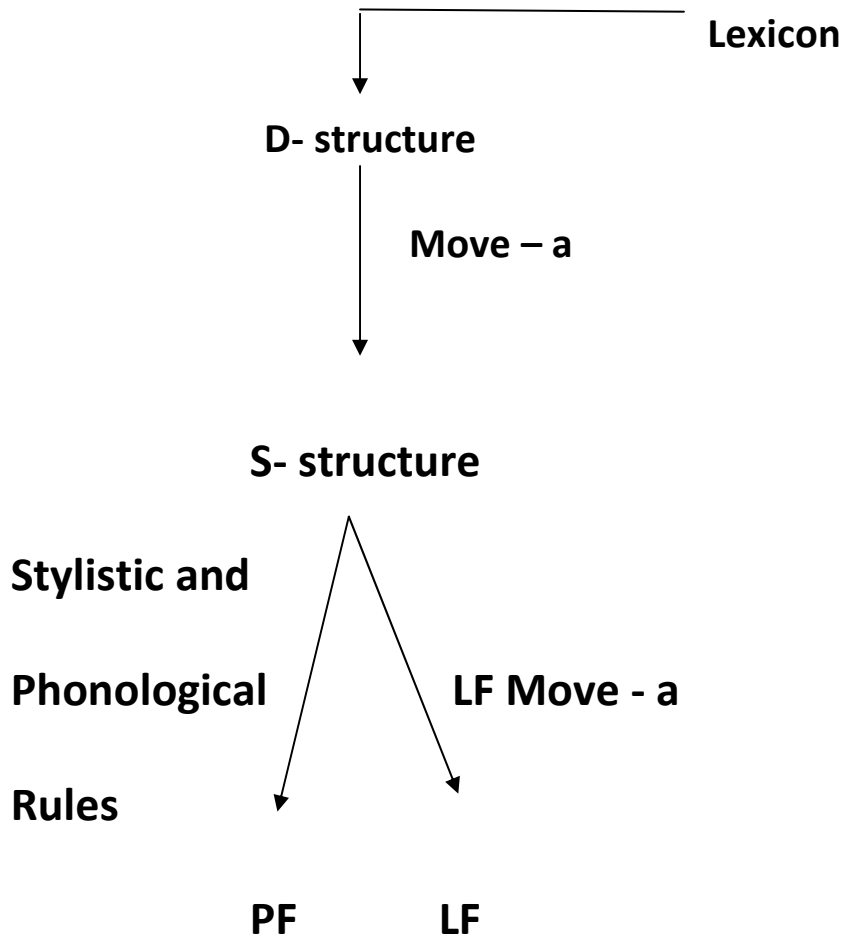 Lexicon
D- structure
Move – a
S- structure
Stylistic and
Phonological
LF Move - a
Rules
PF
LF